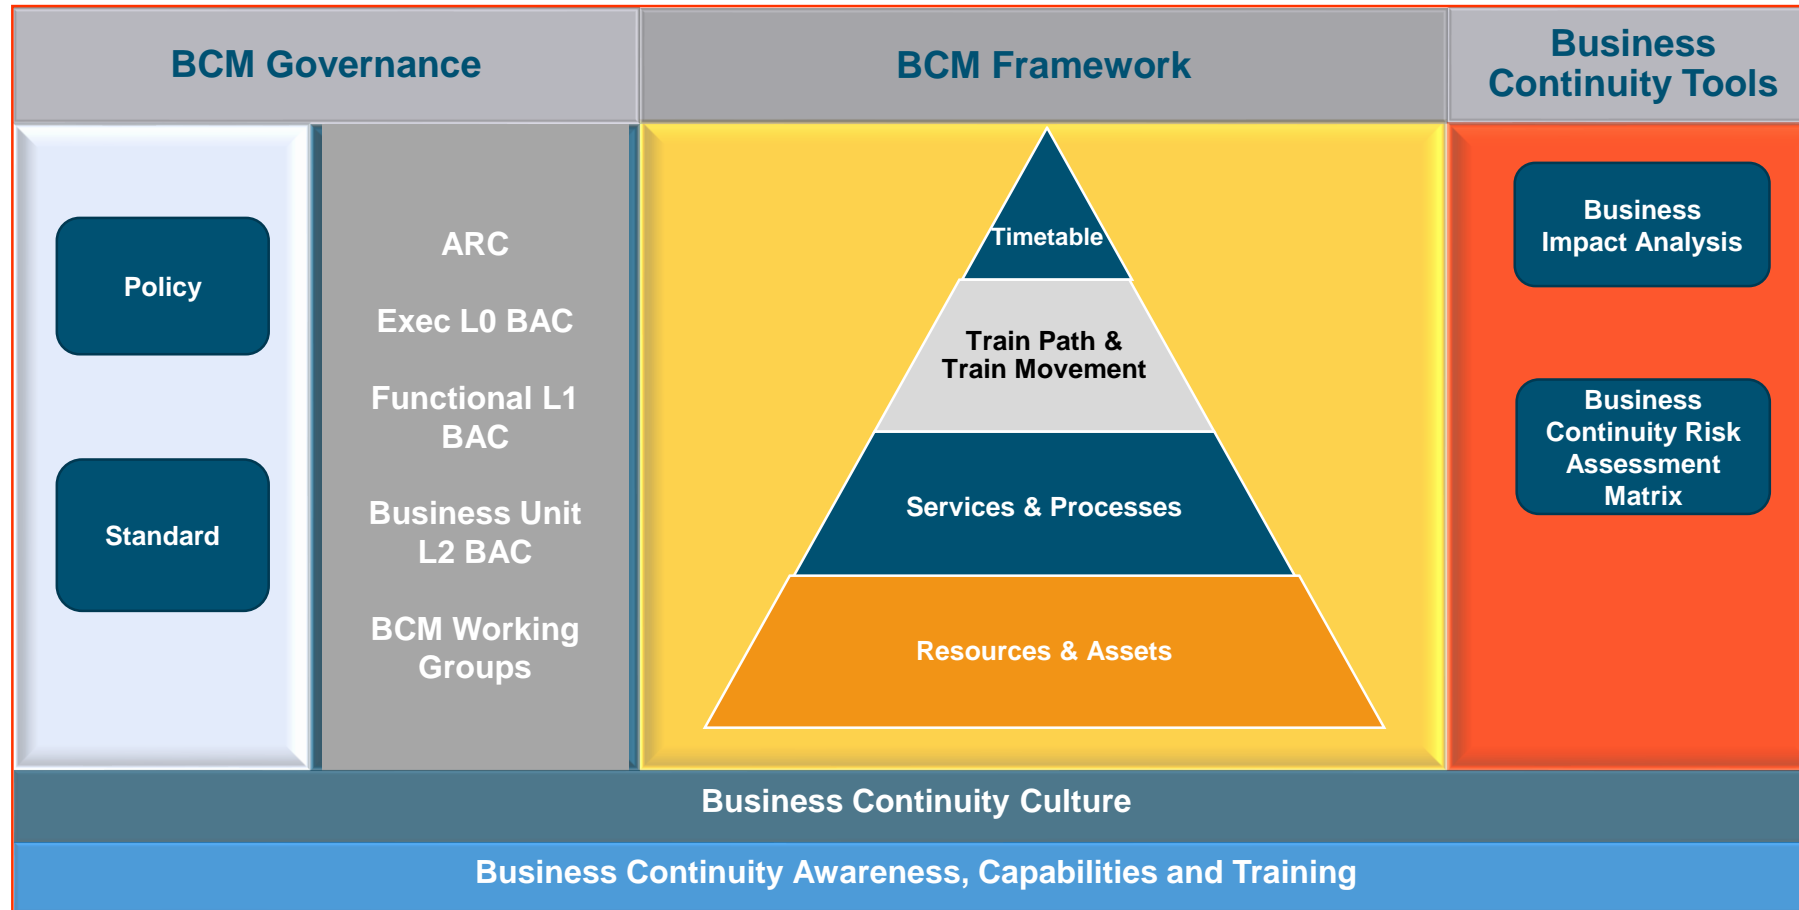 BCM Governance
BCM Framework
Business
Continuity Tools
Policy
Standard
ARC
Exec L0 BAC
Functional L1
BAC
Business Unit
L2 BAC
BCM Working
Groups
Timetable
Train Path &
Train Movement
Services & Processes
Resources & Assets
Business
Impact Analysis
Business
Continuity Risk
Assessment
Matrix
Business Continuity Culture
Business Continuity Awareness, Capabilities and Training